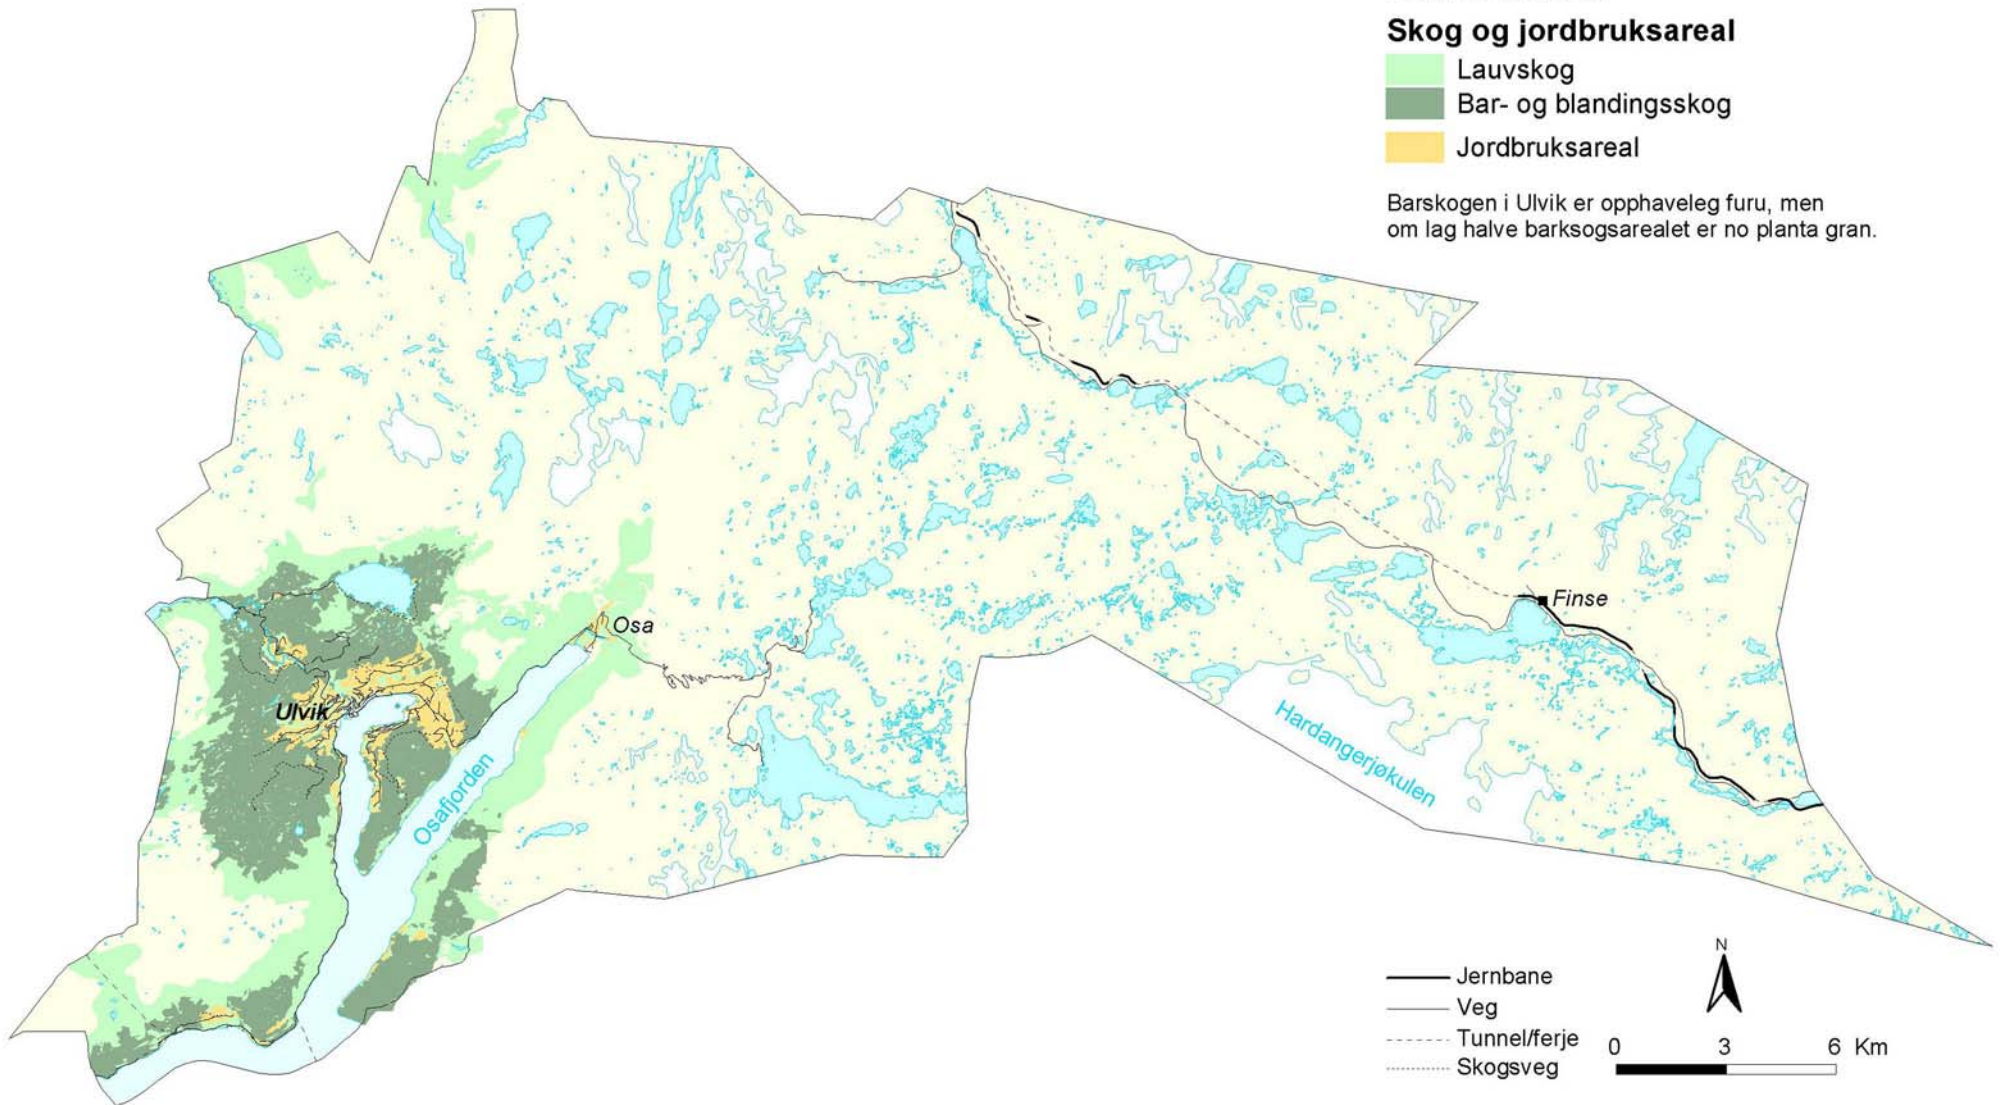 Skog og jordbruksareal
Lauvskog
Bar- og blandingsskog
Jordbruksareal
Barskogen i Ulvik er opphaveleg furu, men
om lag halve barksogsarealet er no planta gran.
Finse
Osa
Ulvik
Hardangerjøkulen
Osafjorden
N
Jernbane
Veg
Tunnel/ferje
Skogsveg
0 3 6 Km